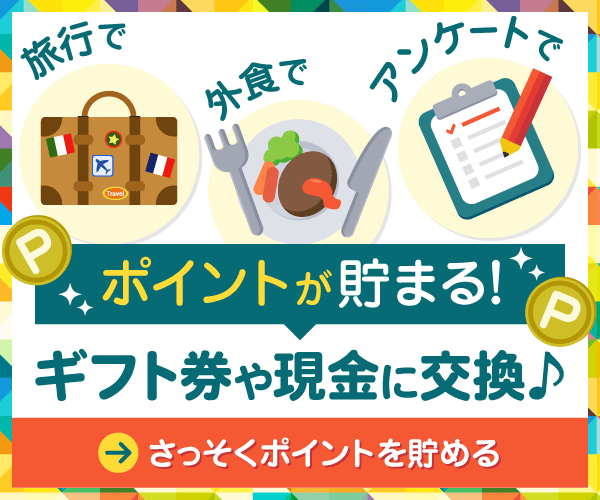 旅行で
外食で
アンケートで
Travel
P
ポイントが貯まる!
P
ギフト券や現金に交換♪
さっそくポイントを貯める